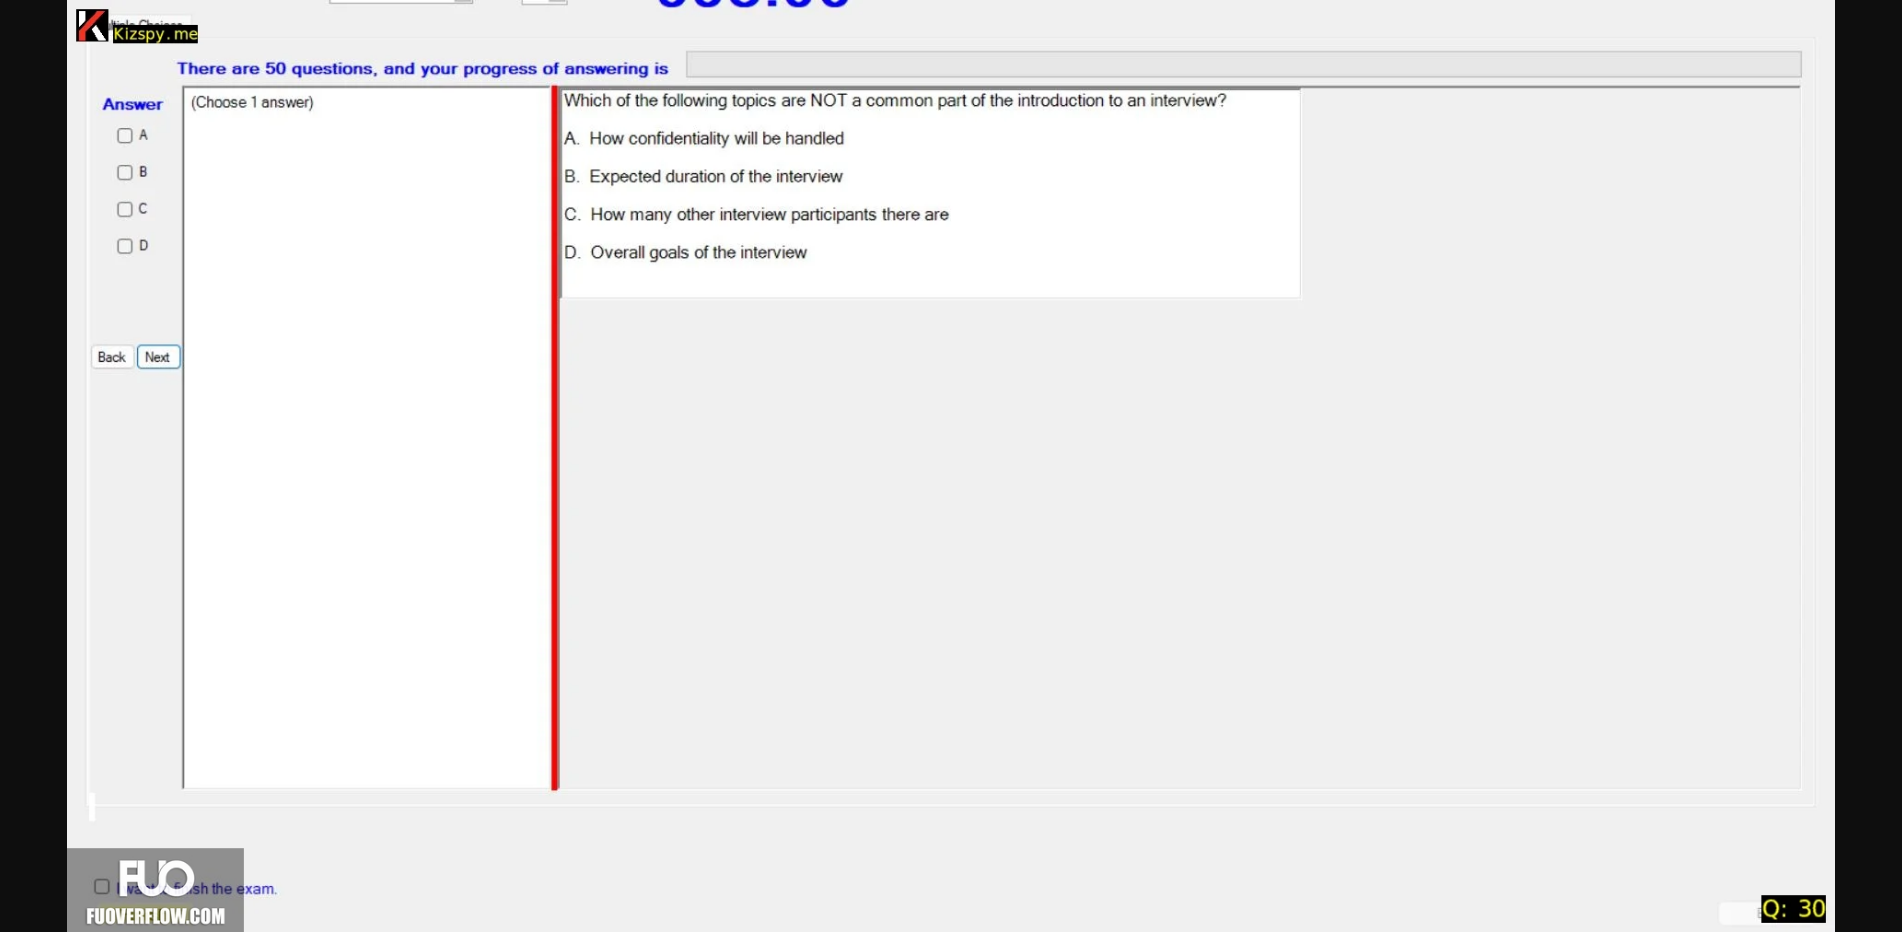 Kizspy.me
There are 50 questions, and your progress of answering is
Answer
(Choose 1 answer)
A
B
C
D
Back
Next
Which of the following topics are NOT a common part of the introduction to an interview?
A. How confidentiality will be handled
B. Expected duration of the interview
C. How many other interview participants there are
D. Overall goals of the interview
FUO
I want finish the exam.
FUOVERFLOW.COM
Q: 30